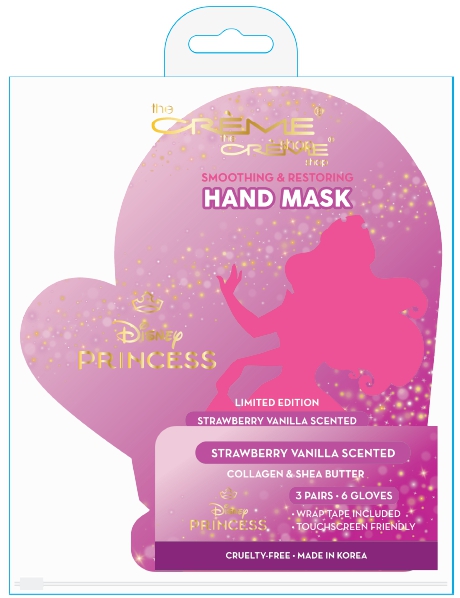 the
CRÈME
shop
the
CRÈME
shop
SMOOTHING & RESTORING
HAND MASK
Disney
PRINCESS
LIMITED EDITION
STRAWBERRY VANILLA SCENTED
STRAWBERRY VANILLA SCENTED
COLLAGEN & SHEA BUTTER
3 PAIRS • 6 GLOVES
Disney
PRINCESS
• WRAP TAPE INCLUDED
• TOUCHSCREEN FRIENDLY
CRUELTY-FREE • MADE IN KOREA